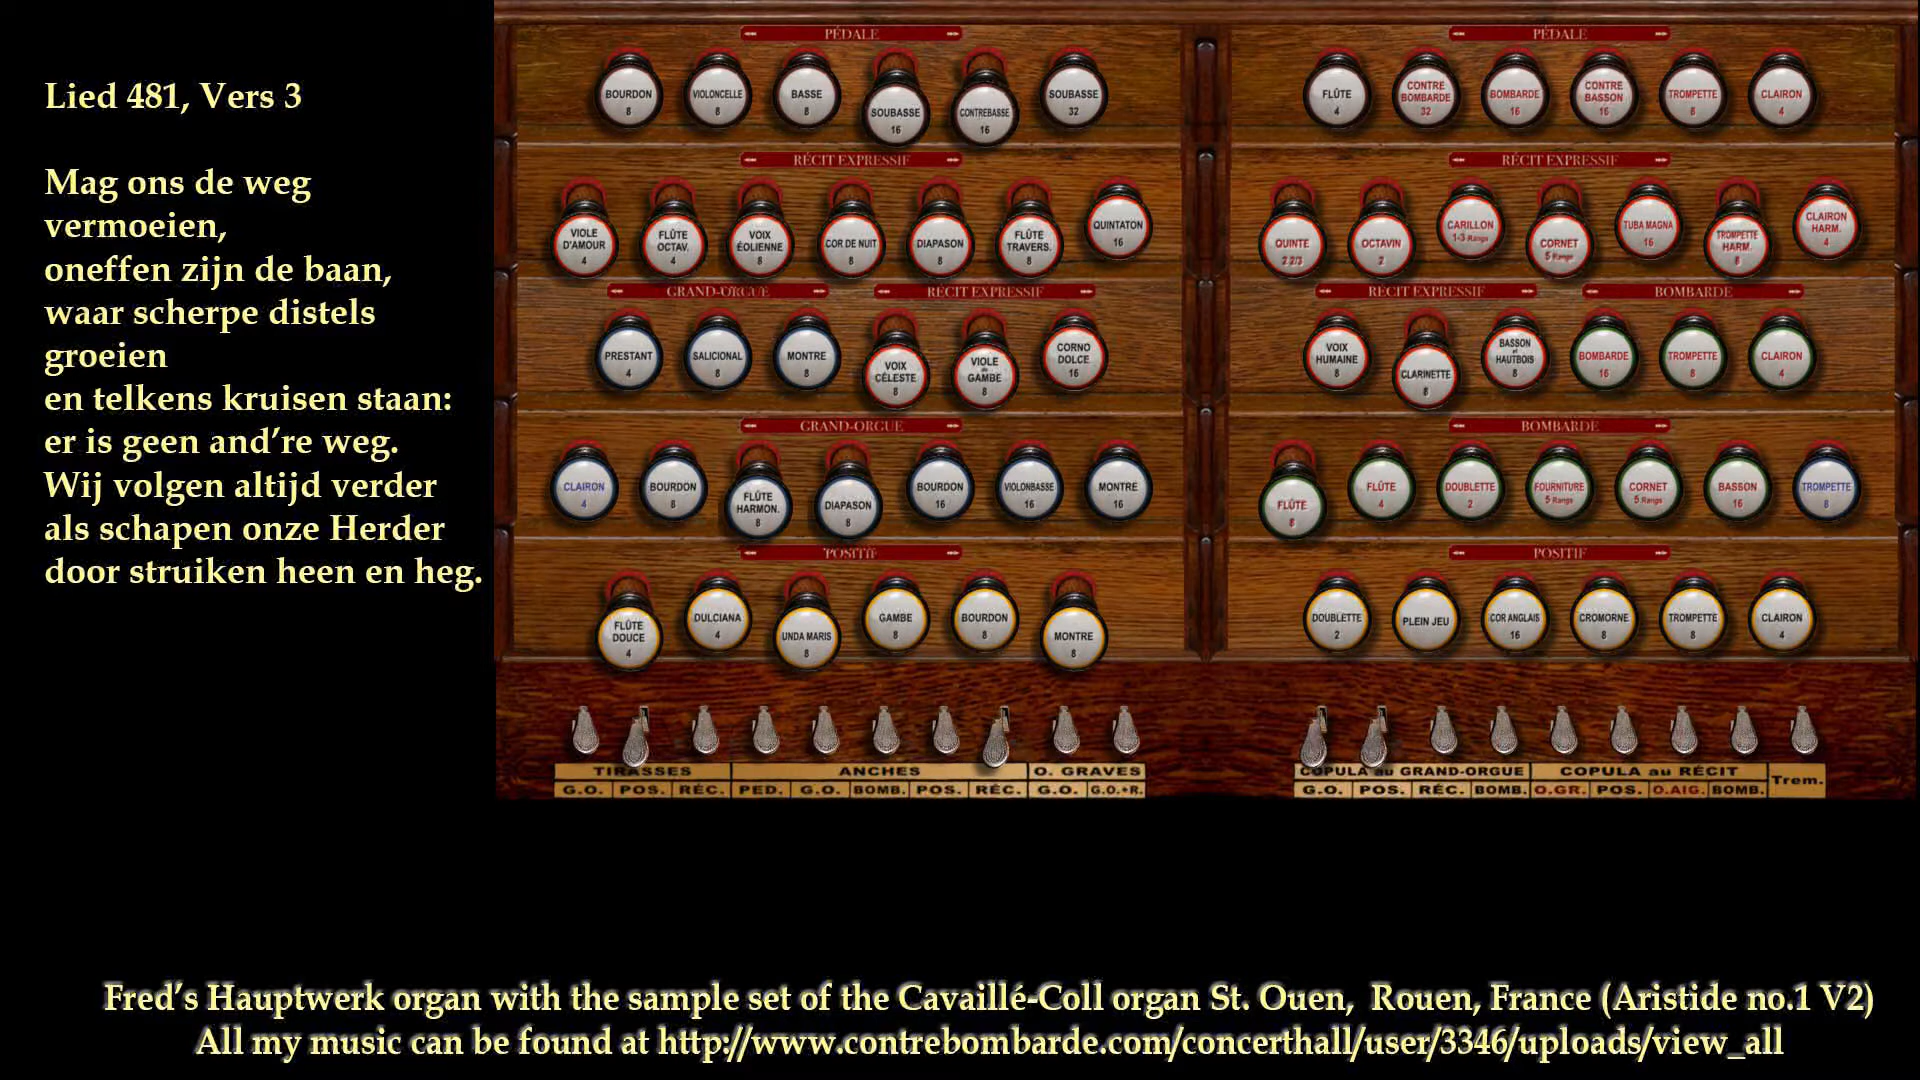 Lied 481, Vers 3
Mag ons de weg
vermoeien,
oneffen zijn de baan,
waar scherpe distels
groeien
en telkens kruisen staan:
er is geen and’re weg.
Wij volgen altijd verder
als schapen onze Herder
door struiken heen en heg.
PÉDALE
BOURDON 8
VIOLONCELLE 8
BASSE 8
SOUBASSE 16
CONTREBASSE 16
SOUBASSE 32
PÉDALE
FLÛTE 4
CONTRE BOMBARDE 32
BOMBARDE 16
CONTRE BASSON 16
TROMPETTE 8
CLAIRON 4
RÉCIT EXPRESSIF
VIOLE D'AMOUR 4
FLÛTE OCTAV. 4
VOIX ÉOLIENNE 8
COR DE NUIT 8
DIAPASON 8
FLÛTE TRAVERS. 8
QUINTATON 16
RÉCIT EXPRESSIF
QUINTE 2 2/3
OCTAVIN 2
CARILLON 1-3 Rangs
CORNET 5 Rangs
TUBA MAGNA 16
TROMPETTE HARM. 8
CLAIRON HARM. 4
GRAND-ORGUE
RÉCIT EXPRESSIF
PRESTANT 4
SALICIONAL 8
MONTRE 8
VOIX CÉLESTE 8
VIOLE de GAMBE 8
CORNO DOLCE 16
RÉCIT EXPRESSIF
BOMBARDE
VOIX HUMAINE 8
CLARINETTE 8
BASSON et HAUTBOIS 8
BOMBARDE 16
TROMPETTE 8
CLAIRON 4
GRAND-ORGUE
CLAIRON 4
BOURDON 8
FLÛTE HARMON. 8
DIAPASON 8
BOURDON 16
VIOLONBASSE 16
MONTRE 16
BOMBARDE
FLÛTE 8
FLÛTE 4
DOUBLETTE 2
FOURNITURE 5 Rangs
CORNET 5 Rangs
BASSON 16
TROMPETTE 8
POSITIF
FLÛTE DOUCE 4
DULCIANA 4
UNDA MARIS 8
GAMBE 8
BOURDON 8
MONTRE 8
POSITIF
DOUBLETTE 2
PLEIN JEU
COR ANGLAIS 16
CROMORNE 8
TROMPETTE 8
CLAIRON 4
TIRASSES ANCHES O. GRAVES
G.O. POS. RÉC. PED. G.O. BOMB. POS. RÉC. G.O. G.O.+R.
COPULA au GRAND-ORGUE COPULA au RÉCIT Trem.
G.O. POS. RÉC. BOMB. O.GR. POS. O.AIG. BOMB.
Fred’s Hauptwerk organ with the sample set of the Cavaillé-Coll organ St. Ouen, Rouen, France (Aristide no.1 V2)
All my music can be found at http://www.contrebombarde.com/concerthall/user/3346/uploads/view_all